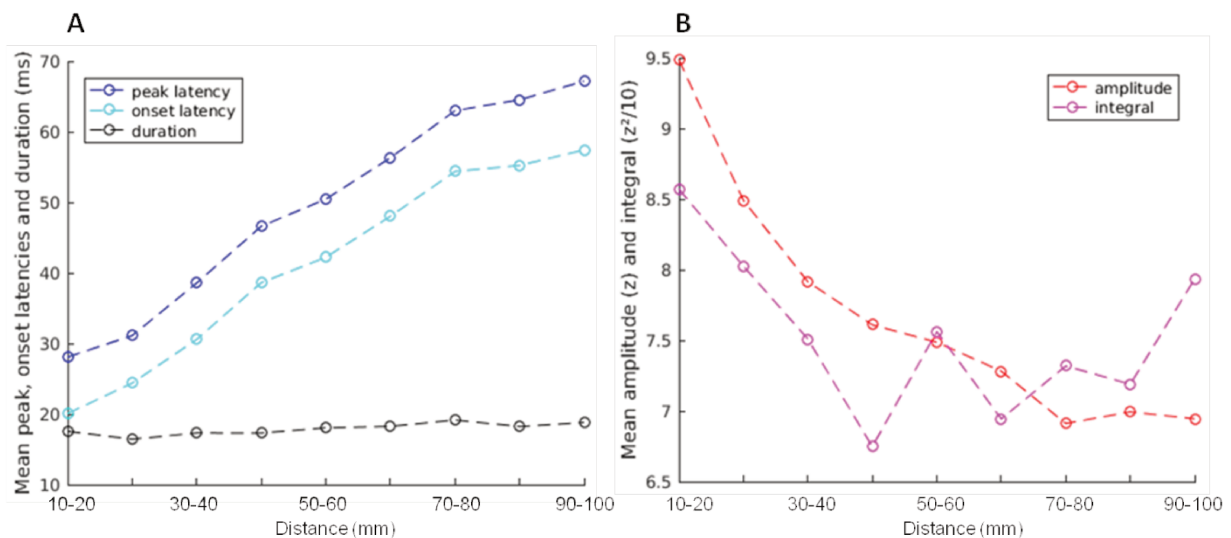 A
Mean peak, onset latencies and duration (ms)
70
60
50
40
30
20
10
peak latency
onset latency
duration
10-20
30-40
50-60
70-80
90-100
Distance (mm)
B
Mean amplitude (z) and integral (z²/10)
9.5
9
8.5
8
7.5
7
6.5
amplitude
integral
10-20
30-40
50-60
70-80
90-100
Distance (mm)